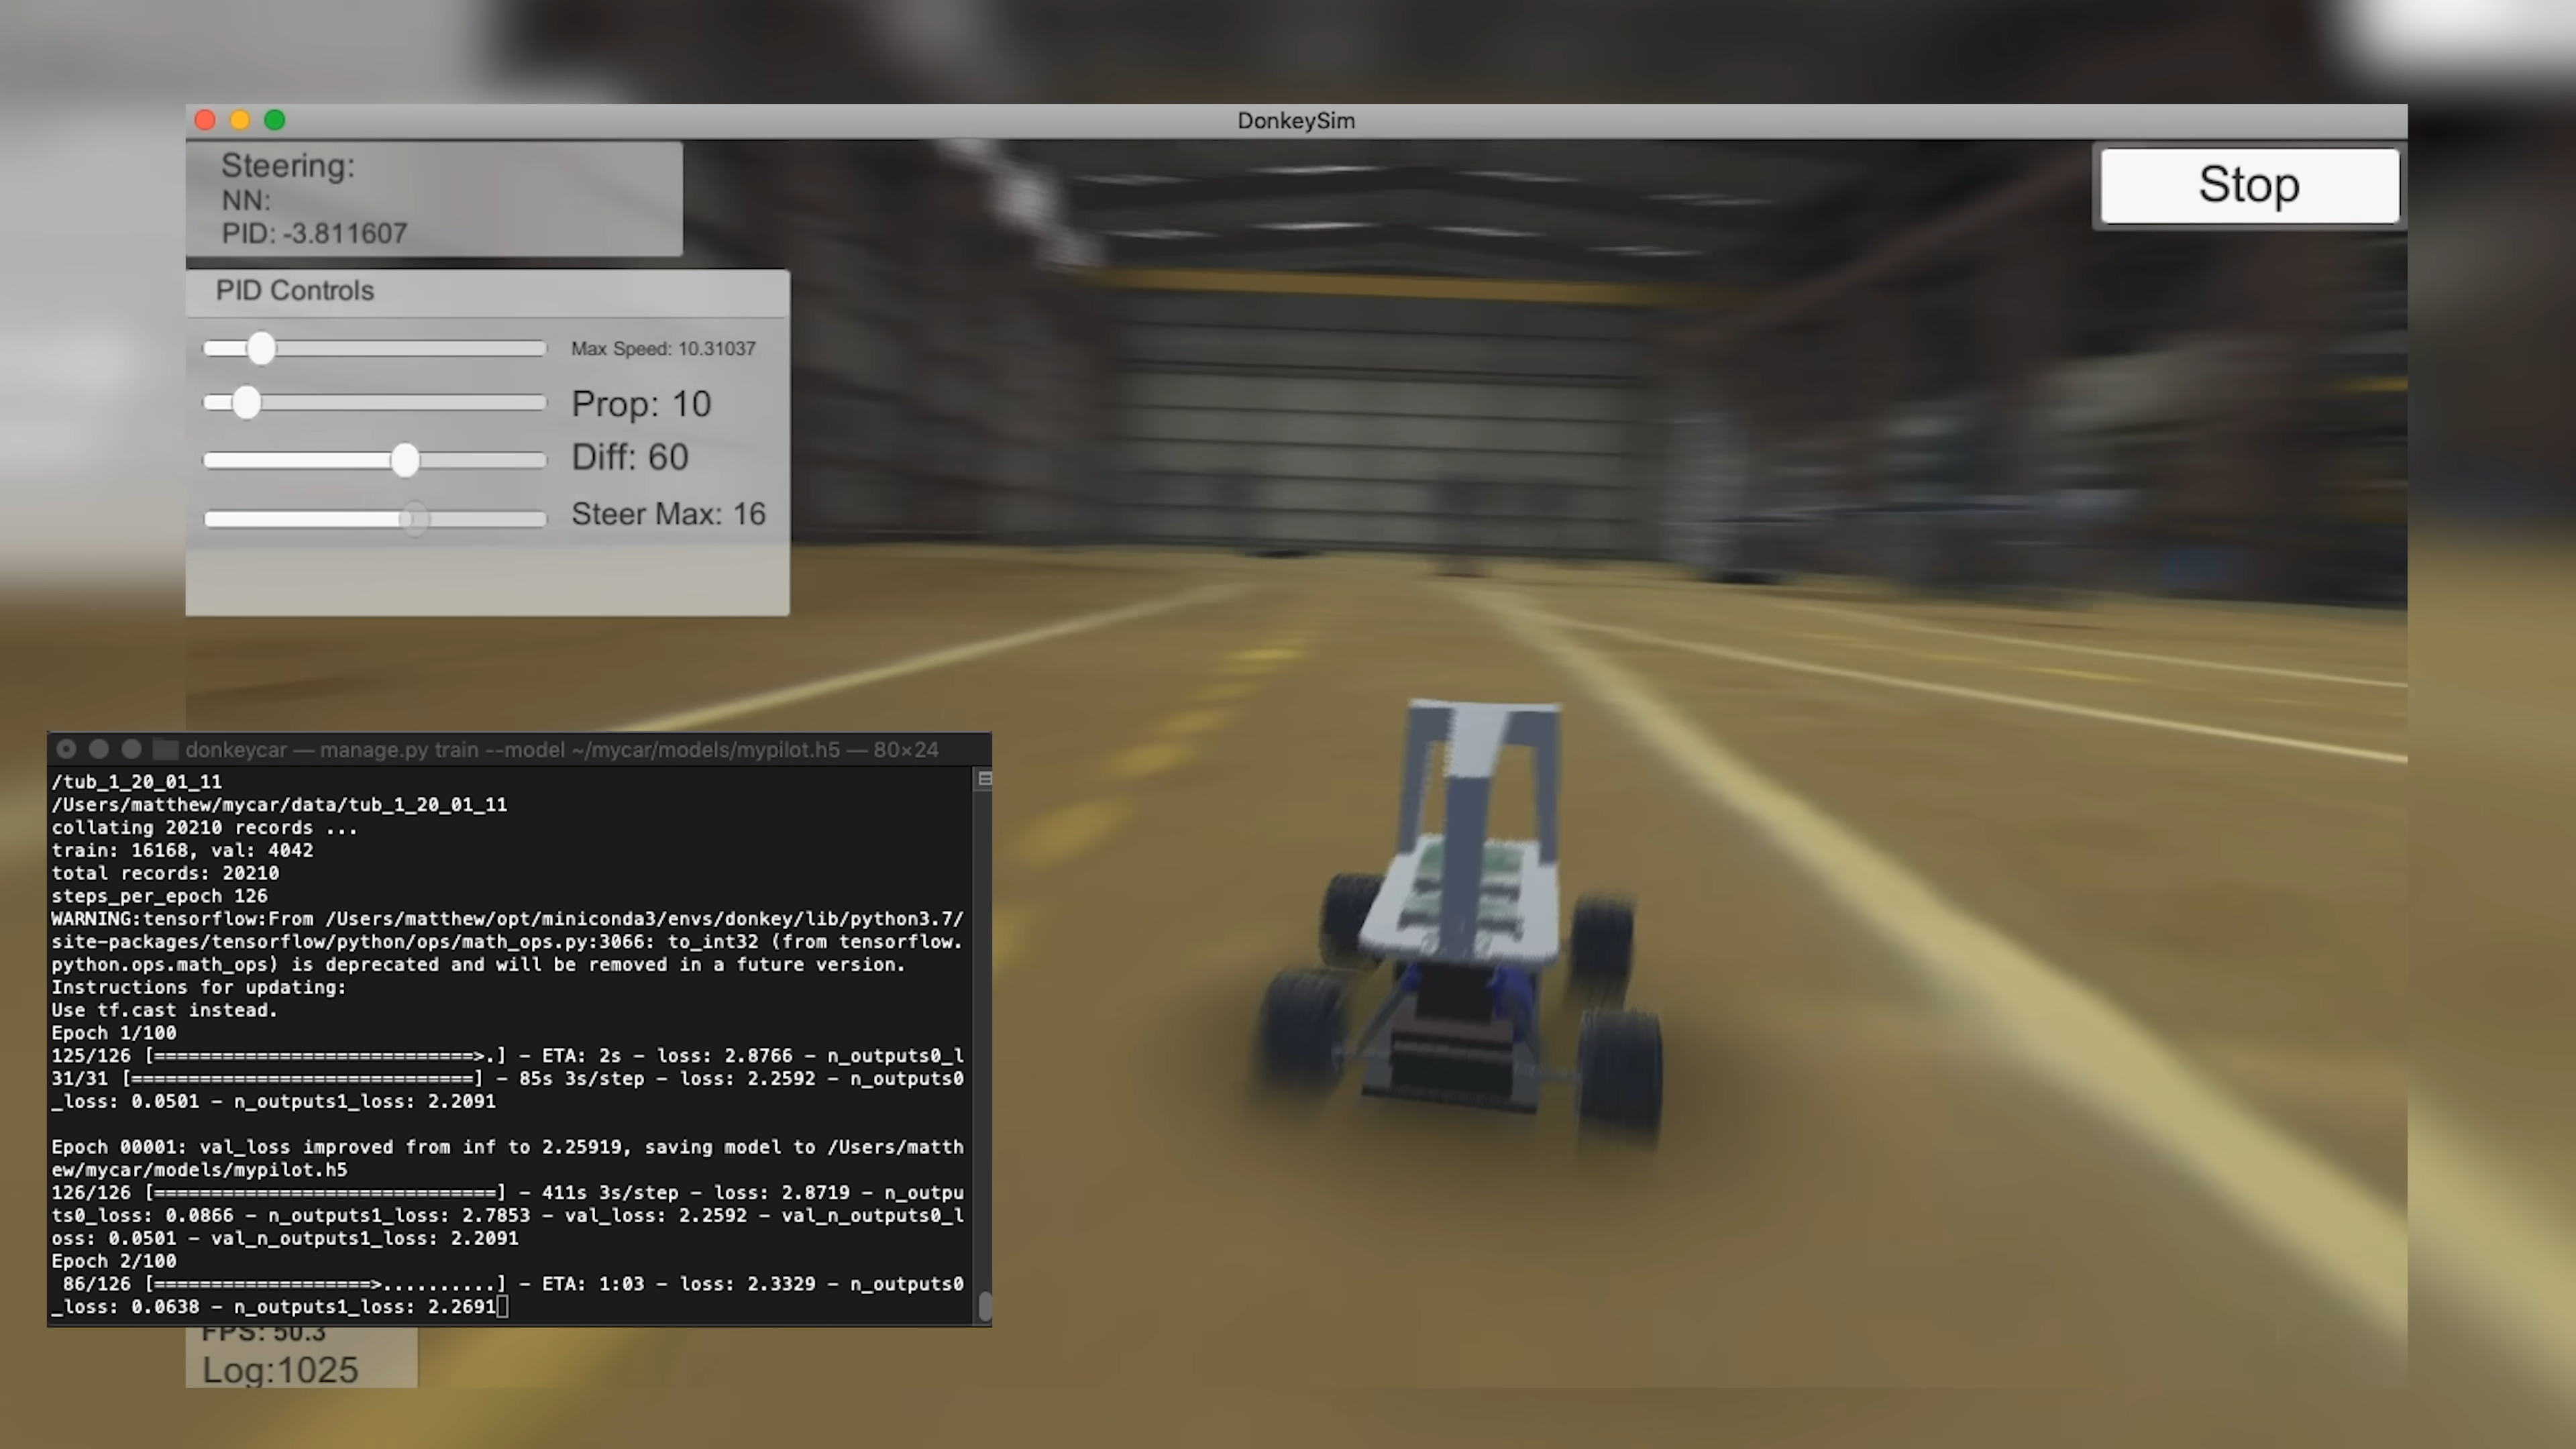 DonkeySim
Steering:
NN:
PID: -3.811607
Stop
PID Controls
Max Speed: 10.31037
Prop: 10
Diff: 60
Steer Max: 16
donkeycar — manage.py train --model ~/mycar/models/mypilot.h5 — 80×24
/tub_1_20_01_11
/Users/matthew/mycar/data/tub_1_20_01_11
collating 20210 records ...
train: 16168, val: 4042
total records: 20210
steps_per_epoch 126
WARNING:tensorflow:From /Users/matthew/opt/miniconda3/envs/donkey/lib/python3.7/
site-packages/tensorflow/python/ops/math_ops.py:3066: to_int32 (from tensorflow.
python.ops.math_ops) is deprecated and will be removed in a future version.
Instructions for updating:
Use tf.cast instead.
Epoch 1/100
125/126 [============================>.] - ETA: 2s - loss: 2.8766 - n_outputs0_l
31/31 [==============================] - 85s 3s/step - loss: 2.2592 - n_outputs0
_loss: 0.0501 - n_outputs1_loss: 2.2091
Epoch 00001: val_loss improved from inf to 2.25919, saving model to /Users/matth
ew/mycar/models/mypilot.h5
126/126 [==============================] - 411s 3s/step - loss: 2.8719 - n_outpu
ts0_loss: 0.0866 - n_outputs1_loss: 2.7853 - val_loss: 2.2592 - val_n_outputs0_l
oss: 0.0501 - val_n_outputs1_loss: 2.2091
Epoch 2/100
86/126 [===================>..........] - ETA: 1:03 - loss: 2.3329 - n_outputs0
_loss: 0.0638 - n_outputs1_loss: 2.2691
FPS: 50.3
Log:1025